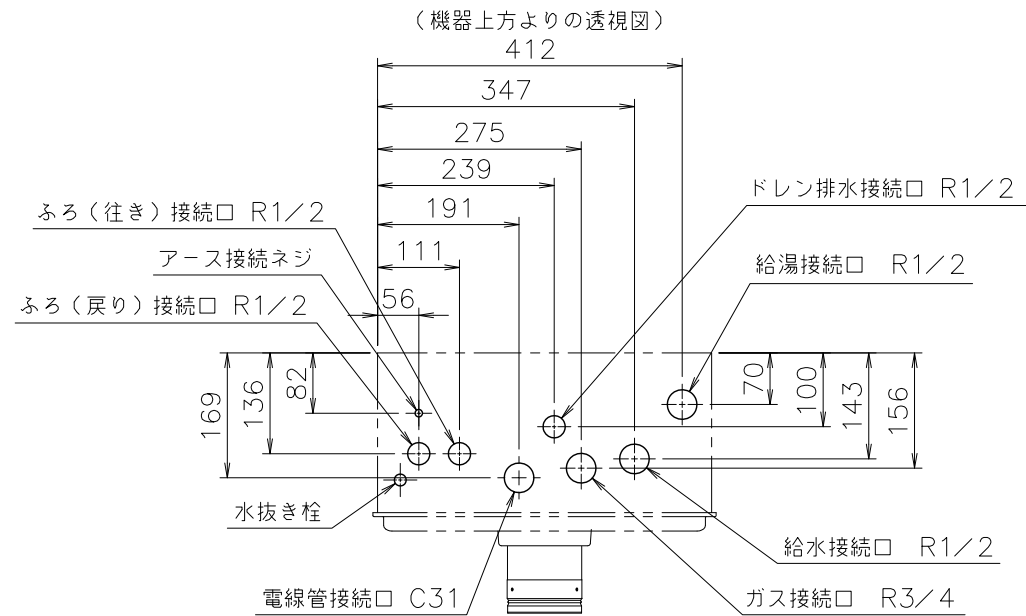 （機器上方よりの透視図）
412
347
275
239
191
111
56
ドレン排水接続口 R1／2
ふろ（往き）接続口 R1／2
アース接続ネジ
給湯接続口 R1／2
ふろ（戻り）接続口 R1／2
169
136
82
70
100
143
156
水抜き栓
給水接続口 R1／2
電線管接続口 C31
ガス接続口 R3／4